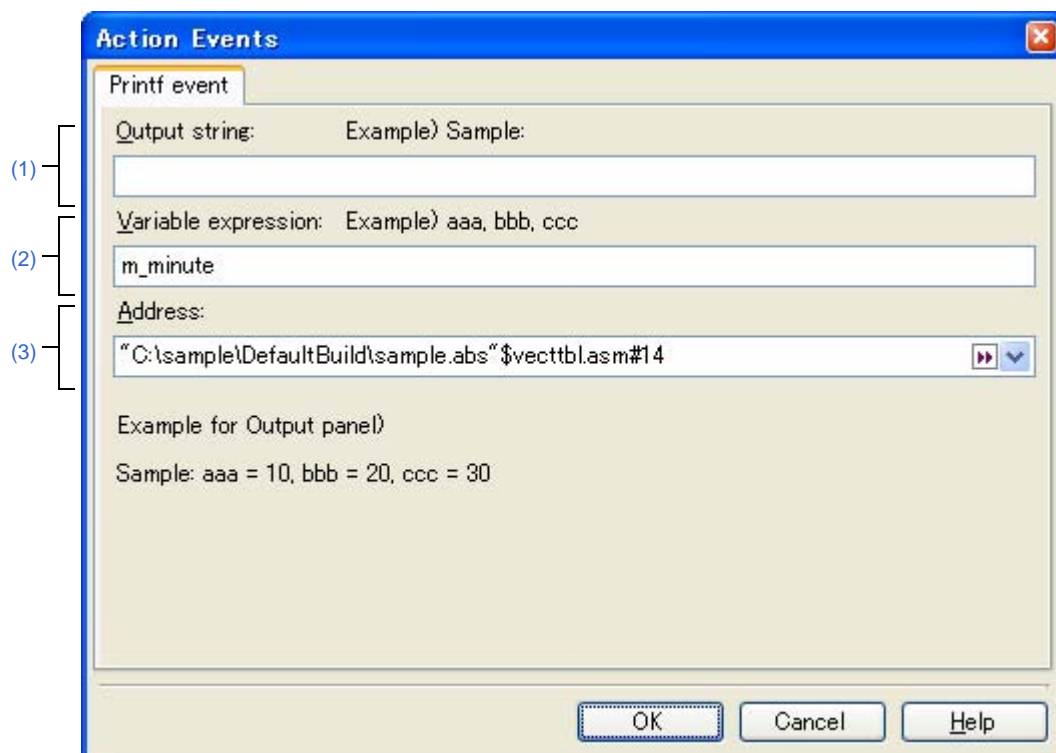 Action Events
Printf event
(1)
Output string: Example) Sample:
(2)
Variable expression: Example) aaa, bbb, ccc
m_minute
(3)
Address:
"C:\sample\DefaultBuild\sample.abs"$vecttbl.asm#14
Example for Output panel)
Sample: aaa = 10, bbb = 20, ccc = 30
OK Cancel Help